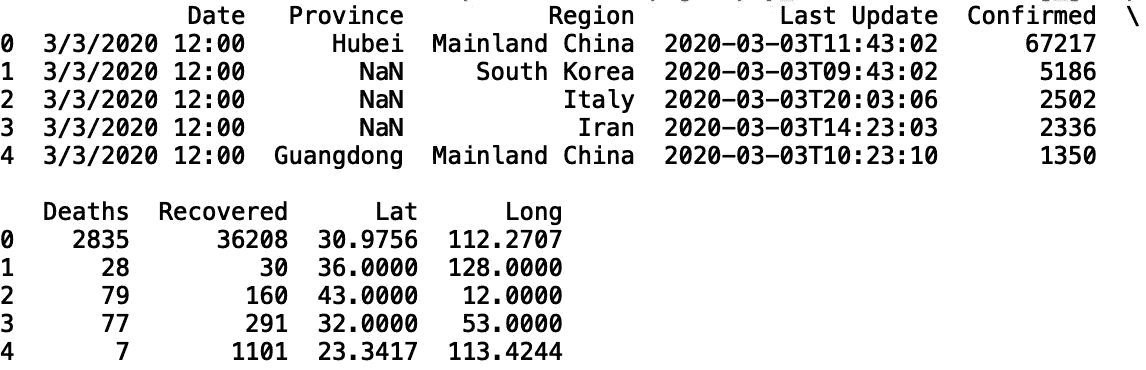 Date   Province          Region          Last Update  Confirmed  \
0  3/3/2020 12:00      Hubei  Mainland China  2020-03-03T11:43:02      67217
1  3/3/2020 12:00        NaN     South Korea  2020-03-03T09:43:02       5186
2  3/3/2020 12:00        NaN           Italy  2020-03-03T20:03:06       2502
3  3/3/2020 12:00        NaN            Iran  2020-03-03T14:23:03       2336
4  3/3/2020 12:00  Guangdong  Mainland China  2020-03-03T10:23:10       1350
   Deaths  Recovered      Lat      Long
0    2835      36208  30.9756  112.2707
1      28         30  36.0000  128.0000
2      79        160  43.0000   12.0000
3      77        291  32.0000   53.0000
4       7       1101  23.3417  113.4244